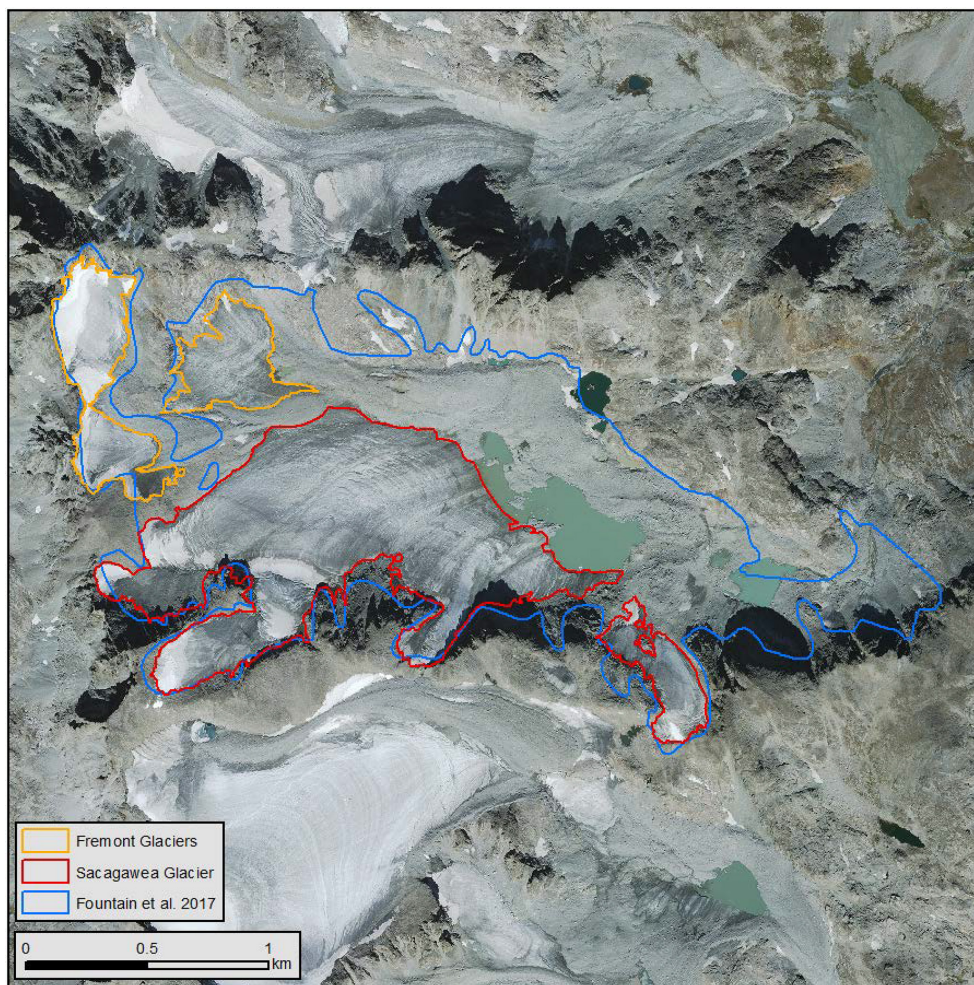 Fremont Glaciers
Sacagawea Glacier
Fountain et al. 2017
0 0.5 1
km